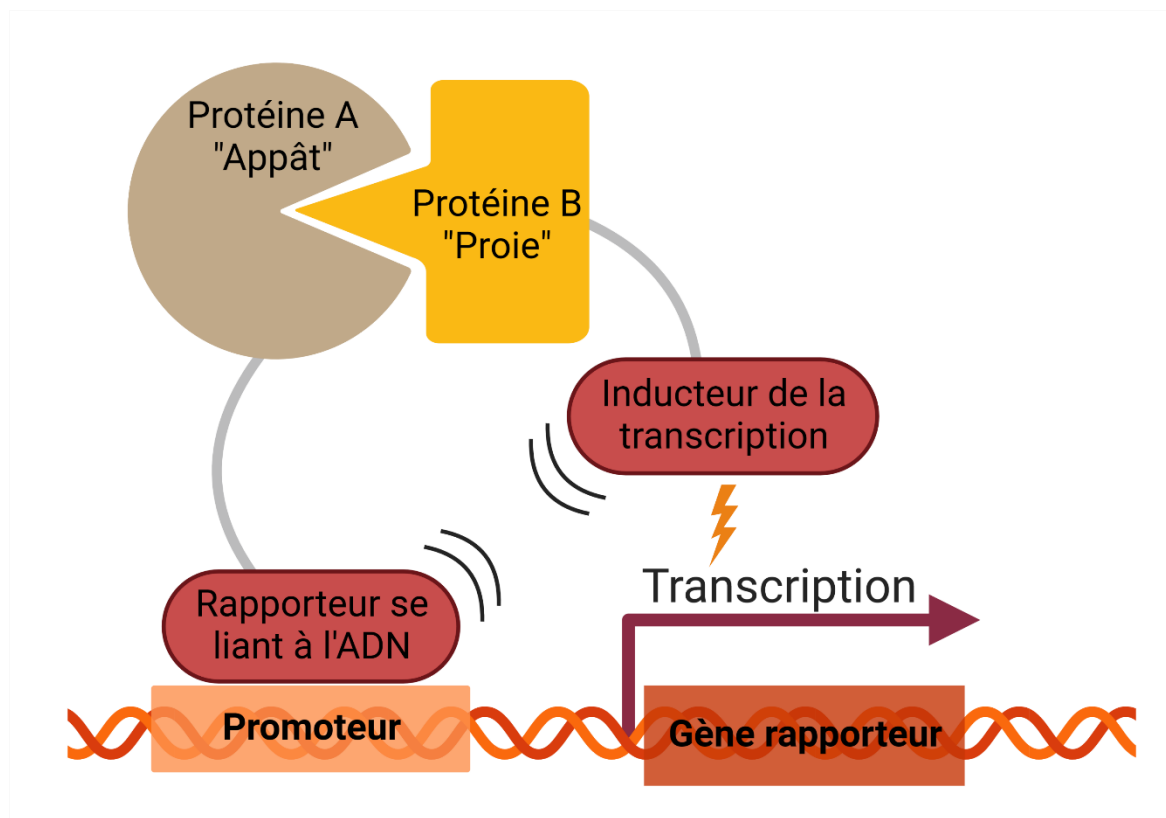 Protéine A
"Appât"
Protéine B
"Proie"
Inducteur de la
transcription
Transcription
Rapporteur se
liant à l'ADN
Promoteur
Gène rapporteur